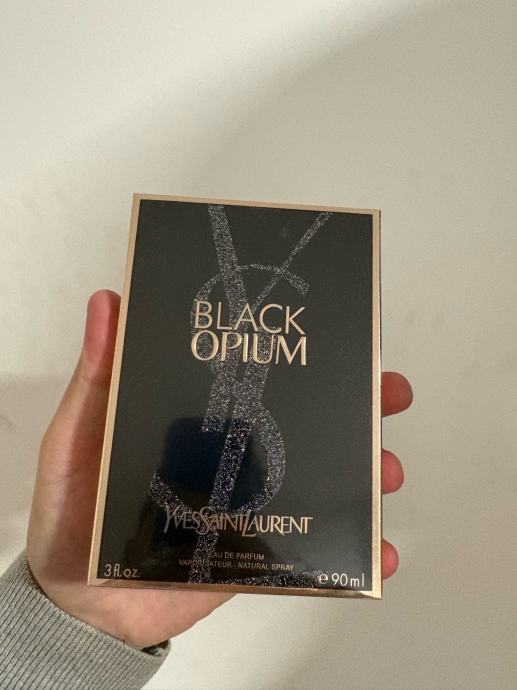 BLACK
OPIUM
YVESSAINTLAURENT
EAU DE PARFUM
VAPORISATEUR - NATURAL SPRAY
3 fl.oz.
℮ 90 ml